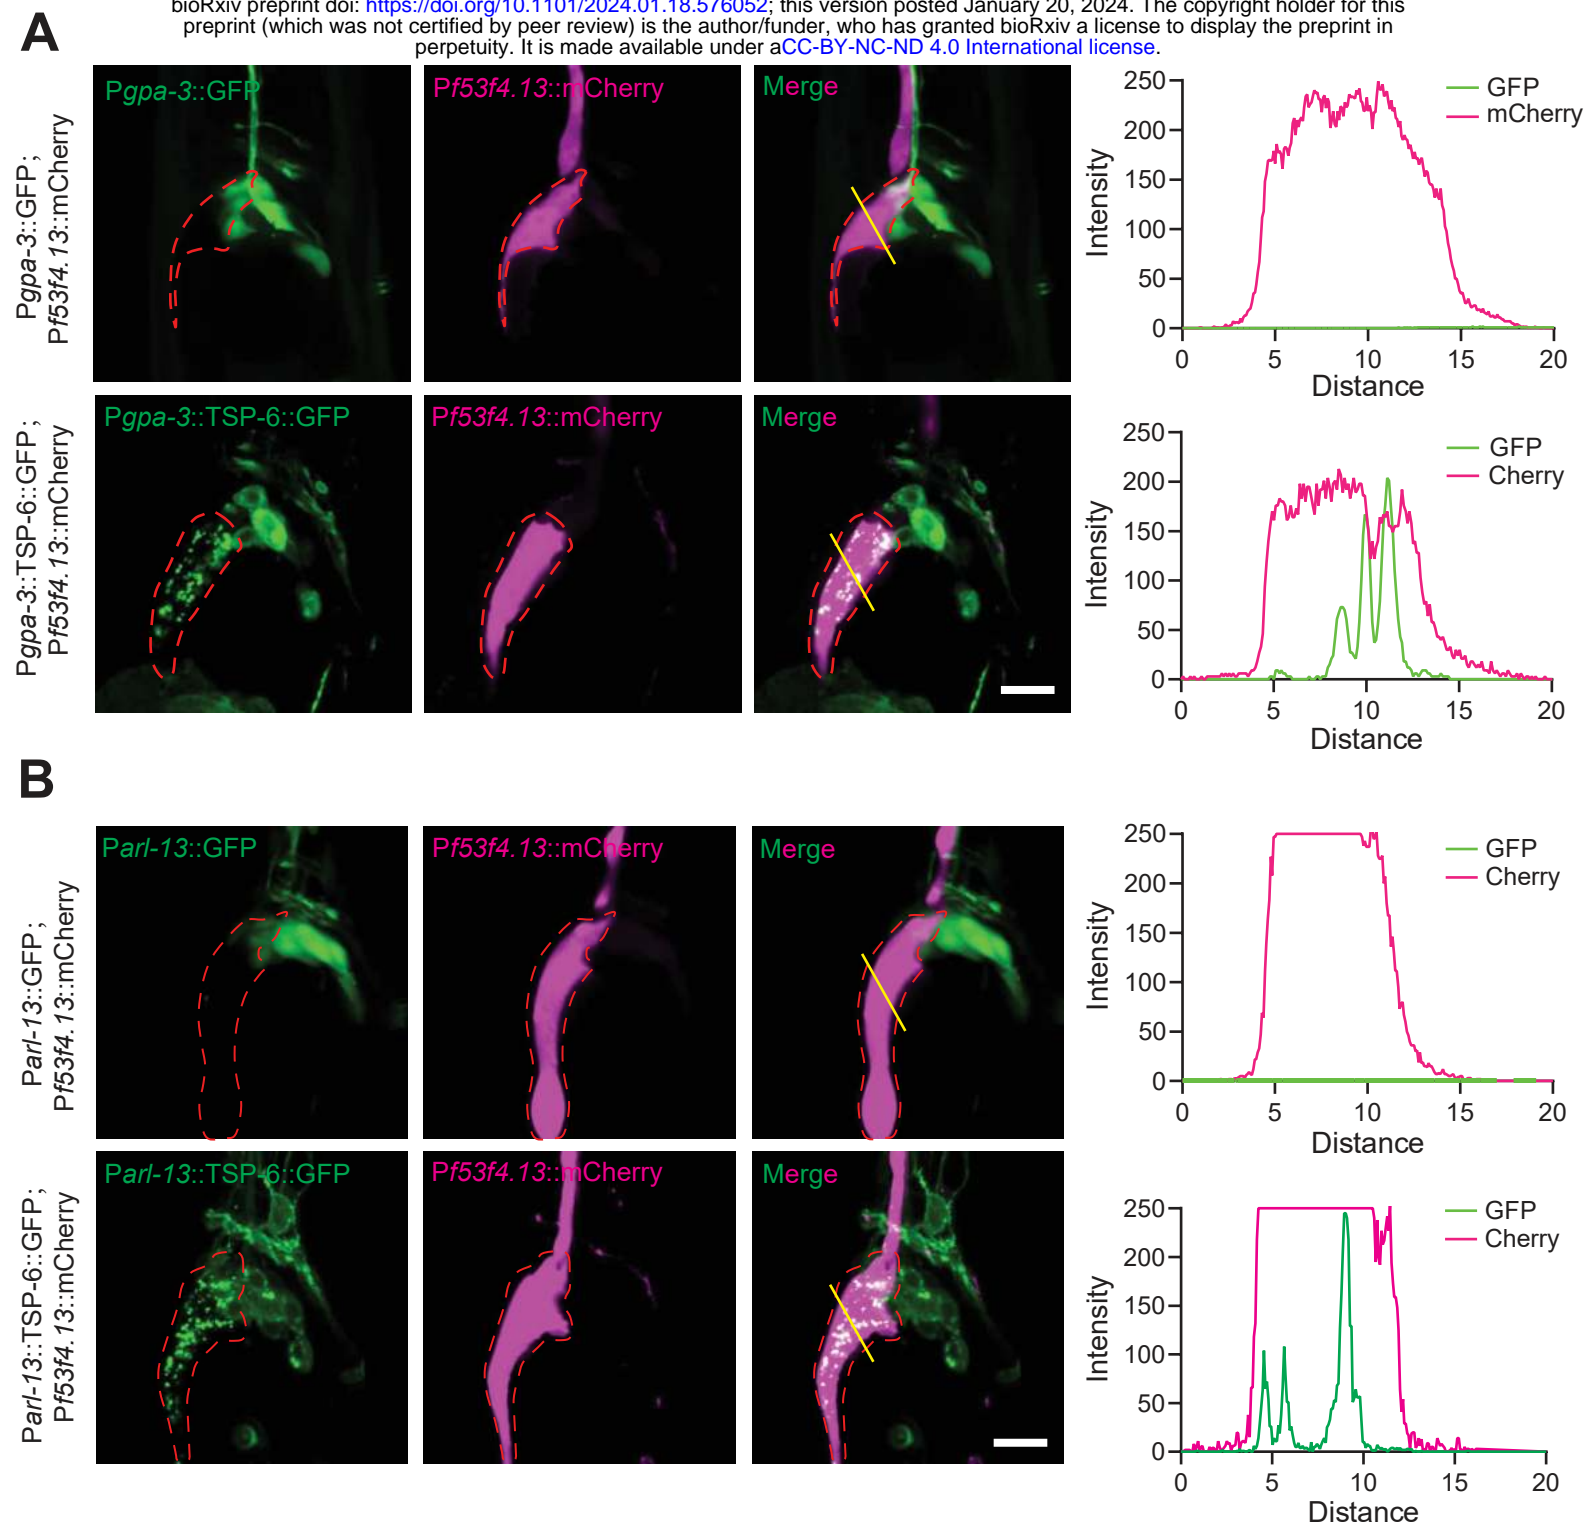 bioRxiv preprint doi: https://doi.org/10.1101/2024.01.18.576052; this version posted January 20, 2024. The copyright holder for this
preprint (which was not certified by peer review) is the author/funder, who has granted bioRxiv a license to display the preprint in
perpetuity. It is made available under aCC-BY-NC-ND 4.0 International license.
A
Pgpa-3::GFP;
Pf53f4.13::mCherry
Pgpa-3::GFP
Pf53f4.13::mCherry
Merge
Intensity
250
200
150
100
50
0
0 5 10 15 20
Distance
GFP
mCherry
Pgpa-3::TSP-6::GFP;
Pf53f4.13::mCherry
Pgpa-3::TSP-6::GFP
Pf53f4.13::mCherry
Merge
Intensity
250
200
150
100
50
0
0 5 10 15 20
Distance
GFP
Cherry
B
Parl-13::GFP;
Pf53f4.13::mCherry
Parl-13::GFP
Pf53f4.13::mCherry
Merge
Intensity
250
200
150
100
50
0
0 5 10 15 20
Distance
GFP
Cherry
Parl-13::TSP-6::GFP;
Pf53f4.13::mCherry
Parl-13::TSP-6::GFP
Pf53f4.13::mCherry
Merge
Intensity
250
200
150
100
50
0
0 5 10 15 20
Distance
GFP
Cherry